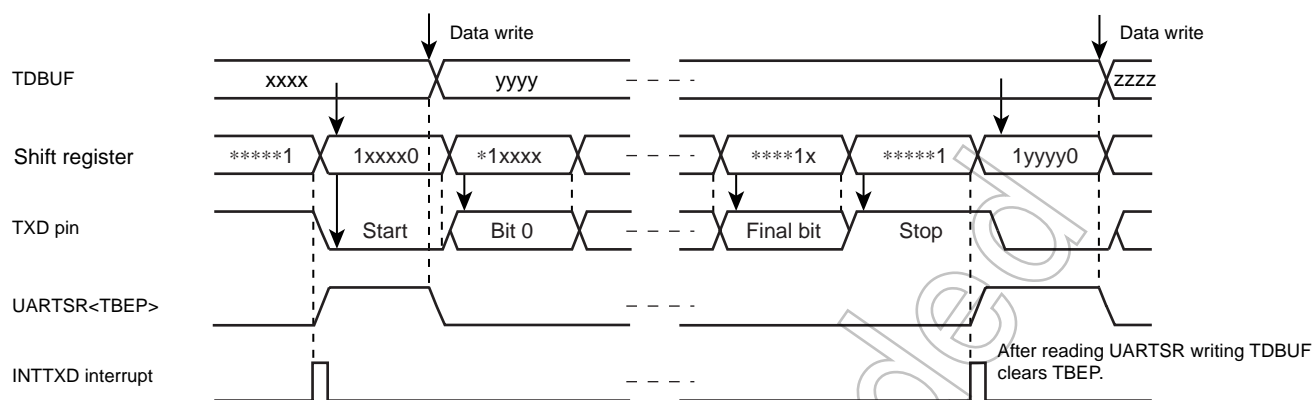 Data write Data write
TDBUF xxxx yyyy zzzz
Shift register *****1 1xxxx0 *1xxxx ****1x *****1 1yyyy0
TXD pin Start Bit 0 Final bit Stop
UARTSR<TBEP>
After reading UARTSR writing TDBUF
INTTXD interrupt clears TBEP.